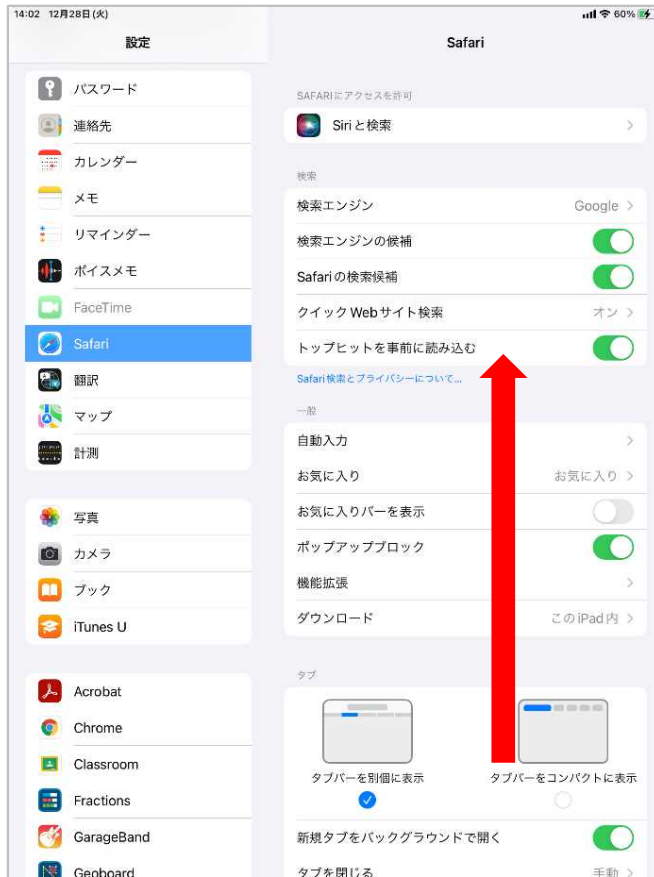 14:02 12月28日(火)
60%
設定
パスワード
連絡先
カレンダー
メモ
リマインダー
ボイスメモ
FaceTime
Safari
翻訳
マップ
計測
写真
カメラ
ブック
iTunes U
Acrobat
Chrome
Classroom
Fractions
GarageBand
Geoboard
Safari
SAFARIにアクセスを許可
Siriと検索
検索
検索エンジン Google
検索エンジンの候補
Safariの検索候補
クイックWebサイト検索 オン
トップヒットを事前に読み込む
Safari検索とプライバシーについて...
一般
自動入力
お気に入り お気に入り
お気に入りバーを表示
ポップアップブロック
機能拡張
ダウンロード このiPad内
タブ
タブバーを別個に表示 タブバーをコンパクトに表示
新規タブをバックグラウンドで開く
タブを閉じる 手動